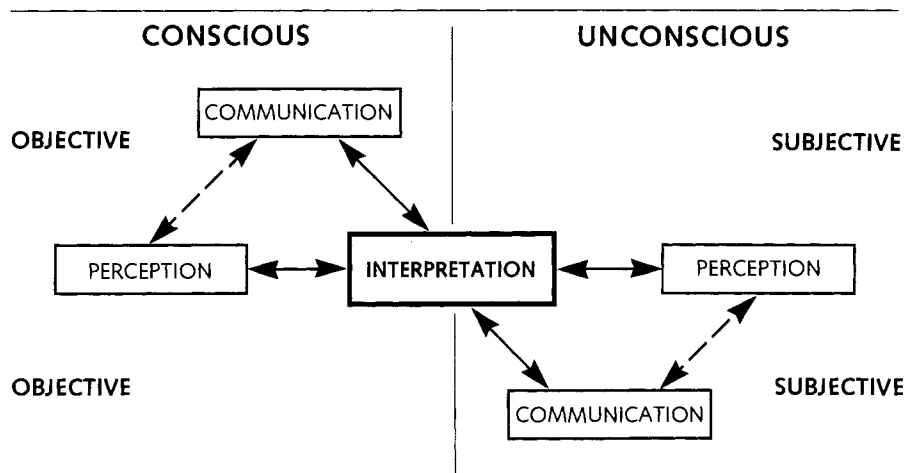 CONSCIOUS
UNCONSCIOUS
COMMUNICATION
OBJECTIVE
SUBJECTIVE
PERCEPTION
INTERPRETATION
PERCEPTION
OBJECTIVE
SUBJECTIVE
COMMUNICATION